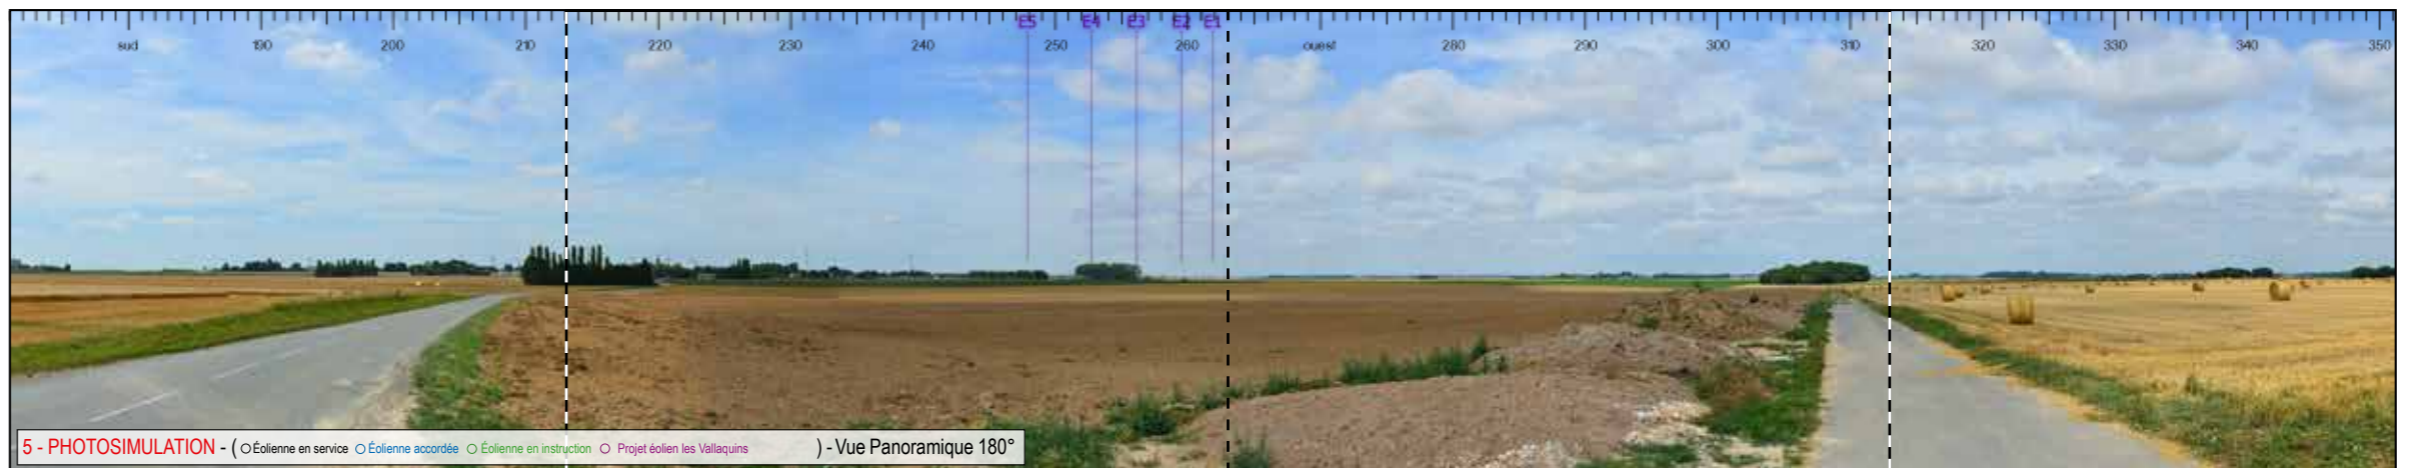 E5 E4 E3 E2 E1
sud 190 200 210 220 230 240 250 260 ouest 280 290 300 310 320 330 340 350
5 - PHOTOSIMULATION - ( Éolienne en service Éolienne accordée Éolienne en instruction Projet éolien les Vallaquins ) - Vue Panoramique 180°